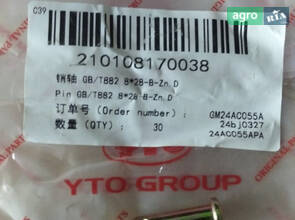 C39
agro RIA
210108170038
销轴 GB/T882 8*28-B-Zn.D
Pin GB/T882 8*28-B-Zn.D
订单号 (Order number) : GM24AC055A
24bj0327
数量 (QTY) : 30
24AC055APA
YTO GROUP